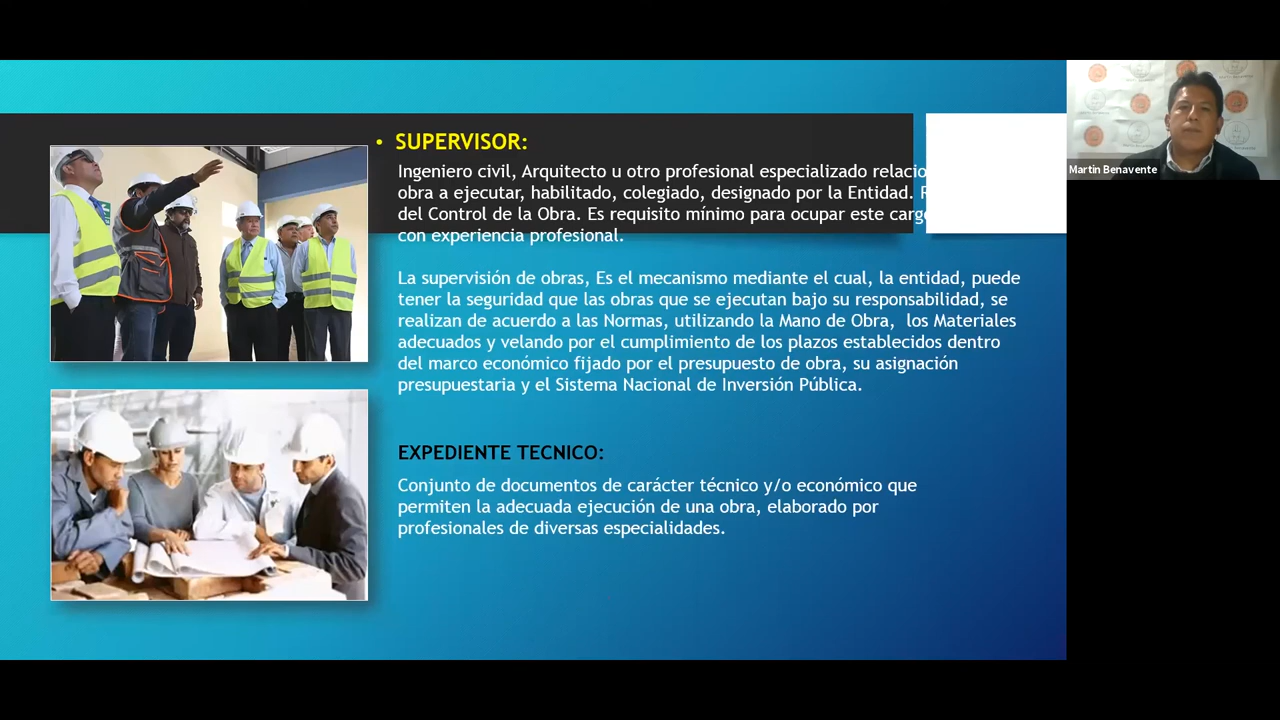 • SUPERVISOR:
Ingeniero civil, Arquitecto u otro profesional especializado
obra a ejecutar, habilitado, colegiado, designado por la Entidad.
del Control de la Obra. Es requisito mínimo para ocupar este
con experiencia profesional.
La supervisión de obras, Es el mecanismo mediante el cual, la entidad, puede
tener la seguridad que las obras que se ejecutan bajo su responsabilidad, se
realizan de acuerdo a las Normas, utilizando la Mano de Obra,  los Materiales
adecuados y velando por el cumplimiento de los plazos establecidos dentro
del marco económico fijado por el presupuesto de obra, su asignación
presupuestaria y el Sistema Nacional de Inversión Pública.
EXPEDIENTE TECNICO:
Conjunto de documentos de carácter técnico y/o económico que
permiten la adecuada ejecución de una obra, elaborado por
profesionales de diversas especialidades.
Martin Benavente